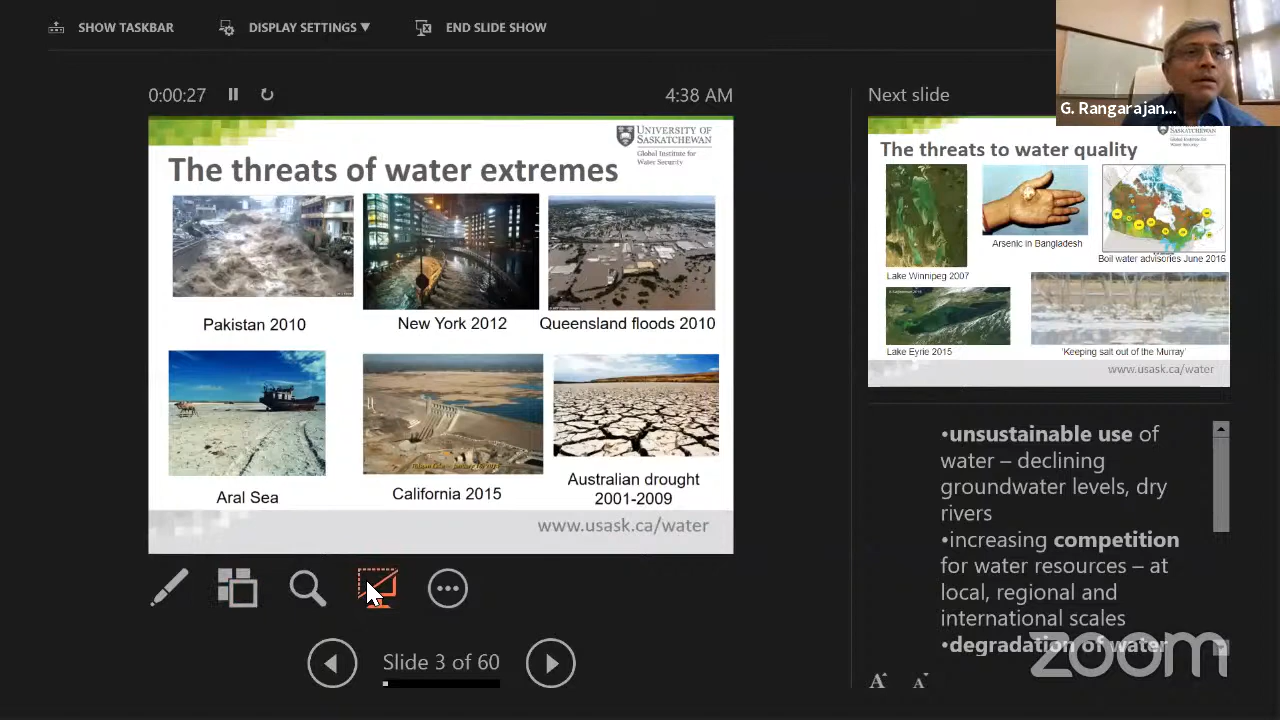 SHOW TASKBAR
DISPLAY SETTINGS ▼
END SLIDE SHOW
0:00:27
4:38 AM
Next slide
G. Rangarajan...
UNIVERSITY OF
SASKATCHEWAN
Global Institute for
Water Security
The threats of water extremes
Pakistan 2010
New York 2012
Queensland floods 2010
Aral Sea
California 2015
Australian drought
2001-2009
www.usask.ca/water
SASKATCHEWAN
The threats to water quality
Arsenic in Bangladesh
Boil water advisories June 2016
Lake Winnipeg 2007
Lake Eyrie 2015
'Keeping salt out of the Murray'
www.usask.ca/water
•unsustainable use of
water – declining
groundwater levels, dry
rivers
•increasing competition
for water resources – at
local, regional and
international scales
•degradation of water
Slide 3 of 60
A A
zoom